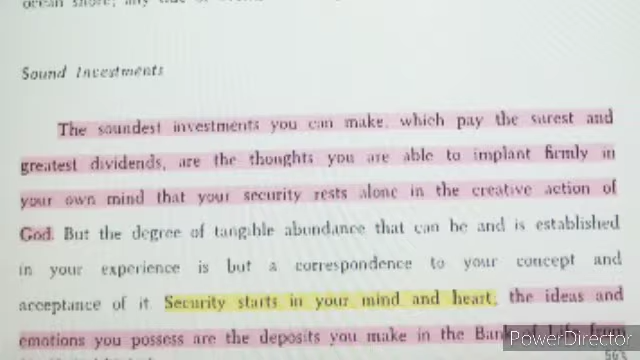 Sound Investments
The soundest investments you can make, which pay the surest and
greatest dividends, are the thoughts you are able to implant firmly in
your own mind that your security rests alone in the creative action of
God. But the degree of tangible abundance that can be and is established
in your experience is but a correspondence to your concept and
acceptance of it. Security starts in your mind and heart; the ideas and
emotions you possess are the deposits you make in the Bank of
PowerDirector
56